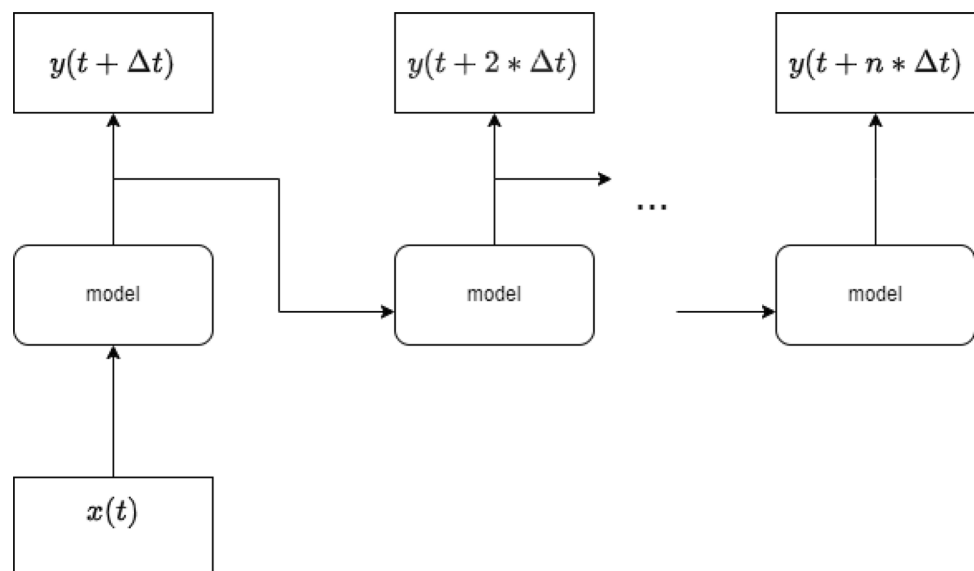 y(t + Δt)
y(t + 2 * Δt)
y(t + n * Δt)
...
model
model
model
x(t)